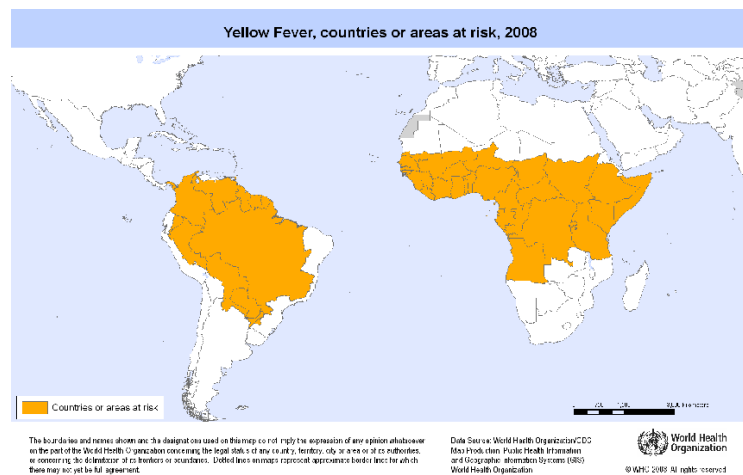 Yellow Fever, countries or areas at risk, 2008
Countries or areas at risk
The boundaries and names shown and the designations used on this map do not imply the expression of any opinion whatsoever
on the part of the World Health Organization concerning the legal status of any country, territory, city or area or of its authorities,
or concerning the delimitation of its frontiers or boundaries. Dotted lines on maps represent approximate border lines for which
there may not yet be full agreement.
Data Source: World Health Organization/CDC
Map Production: Public Health Information
and Geographic Information Systems (GIS)
World Health Organization
World Health
Organization
© WHO 2008. All rights reserved